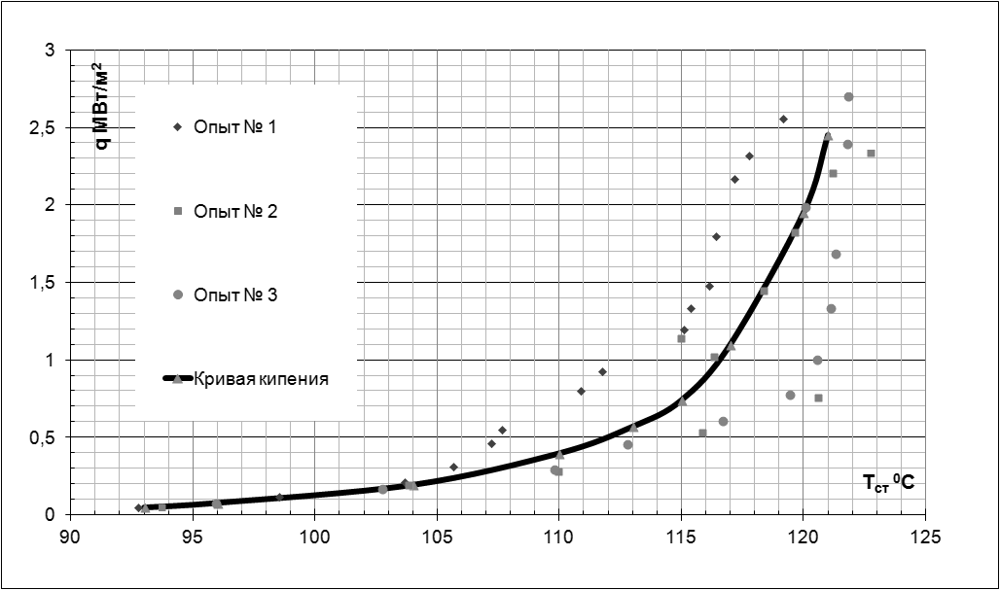 3
2,5
2
1,5
1
0,5
0
q МВт/м²
Опыт № 1
Опыт № 2
Опыт № 3
Кривая кипения
Tст ⁰C
90 95 100 105 110 115 120 125